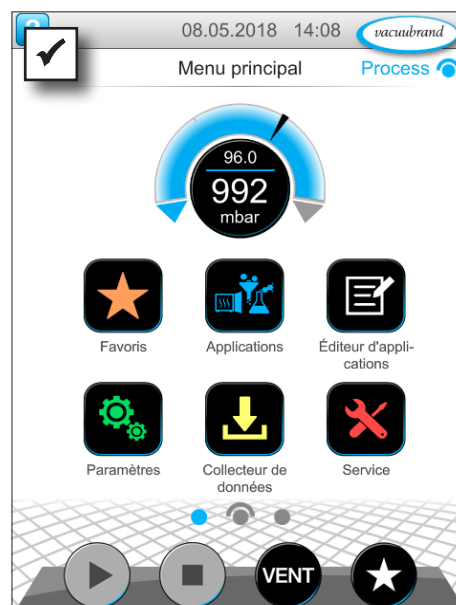 08.05.2018 14:08 vacuubrand
Menu principal Process
96.0
992
mbar
Favoris Applications Éditeur d'appli-
cations
Paramètres Collecteur de Service
données
VENT